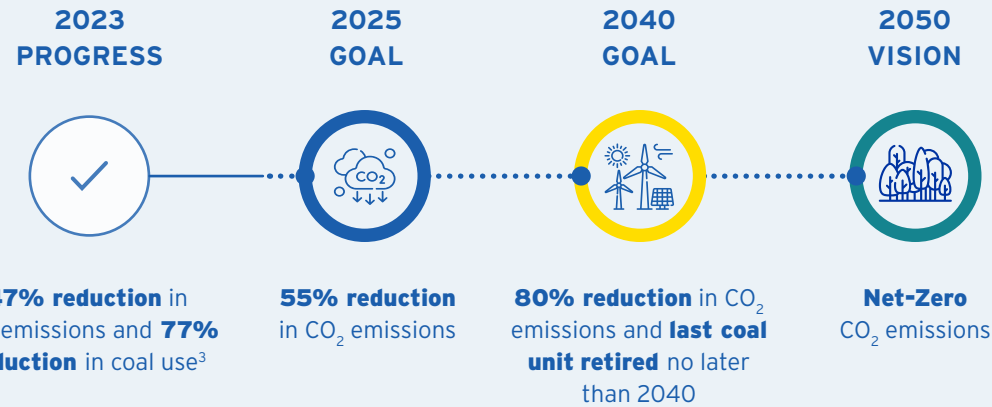 2023
PROGRESS
2025
GOAL
2040
GOAL
2050
VISION
CO2
47% reduction in
emissions and 77%
reduction in coal use3
55% reduction
in CO2 emissions
80% reduction in CO2
emissions and last coal
unit retired no later
than 2040
Net-Zero
CO2 emissions